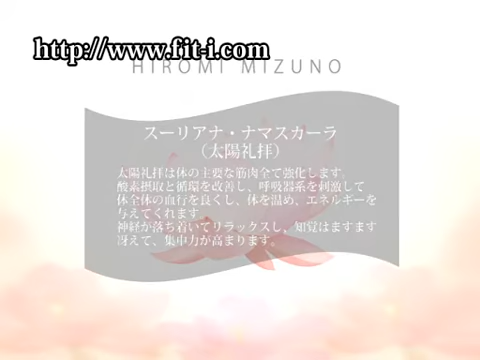 http://www.fit-i.com
HIROMI MIZUNO
スーリアナ・ナマスカーラ
（太陽礼拝）
太陽礼拝は体の主要な筋肉全て強化します。
酸素摂取と循環を改善し、呼吸器系を刺激して
体全体の血行を良くし、体を温め、エネルギーを
与えてくれます。
神経が落ち着いてリラックスし、知覚はますます
冴えて、集中力が高まります。